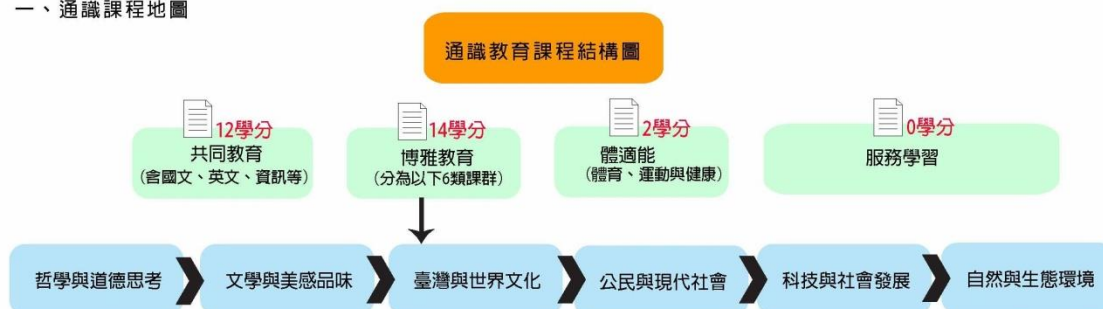 一、通識課程地圖
通識教育課程結構圖
12學分
共同教育
(含國文、英文、資訊等)
14學分
博雅教育
(分為以下6類課群)
2學分
體適能
(體育、運動與健康)
0學分
服務學習
哲學與道德思考
文學與美感品味
臺灣與世界文化
公民與現代社會
科技與社會發展
自然與生態環境